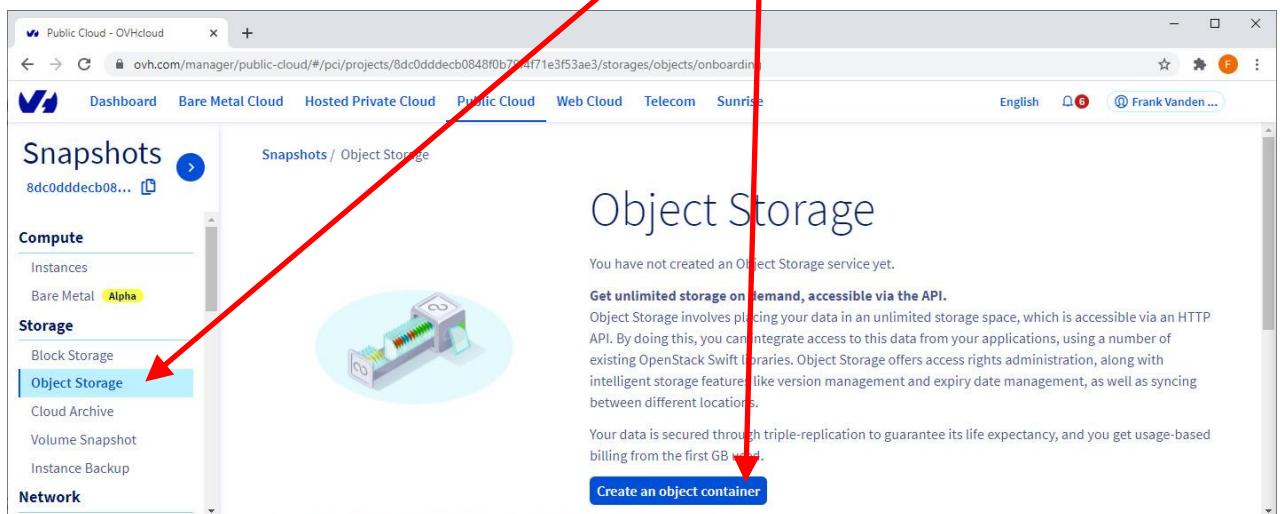 Public Cloud - OVHcloud
ovh.com/manager/public-cloud/#/pci/projects/8dc0dddecb0848f0b7 4f71e3f53ae3/storages/objects/onboarding
Dashboard Bare Metal Cloud Hosted Private Cloud Public Cloud Web Cloud Telecom Sunrise English 6 Frank Vanden ...
F
Snapshots
8dc0dddecb08...
Snapshots / Object Storage
Compute
Instances
Bare Metal Alpha
Storage
Block Storage
Object Storage
Cloud Archive
Volume Snapshot
Instance Backup
Network
Object Storage
You have not created an Object Storage service yet.
Get unlimited storage on demand, accessible via the API.
Object Storage involves placing your data in an unlimited storage space, which is accessible via an HTTP
API. By doing this, you can integrate access to this data from your applications, using a number of
existing OpenStack Swift libraries. Object Storage offers access rights administration, along with
intelligent storage features like version management and expiry date management, as well as syncing
between different locations.
Your data is secured through triple-replication to guarantee its life expectancy, and you get usage-based
billing from the first GB used.
Create an object container